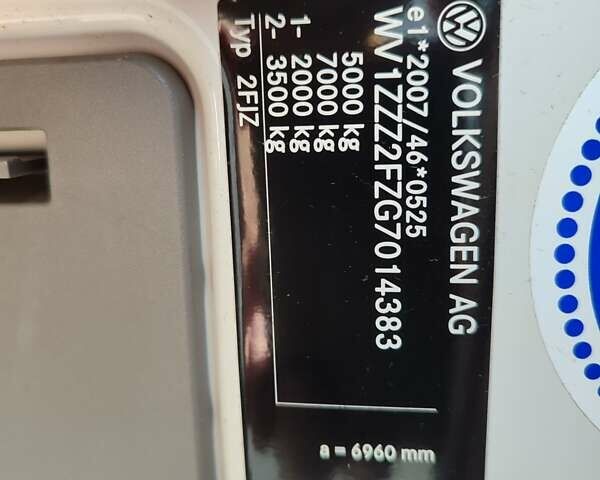 VOLKSWAGEN AG
e1*2007/46*0525
WV1ZZZ2FZG7014383
5000 kg
7000 kg
1- 2000 kg
2- 3500 kg
Typ 2FJZ
a = 6960 mm